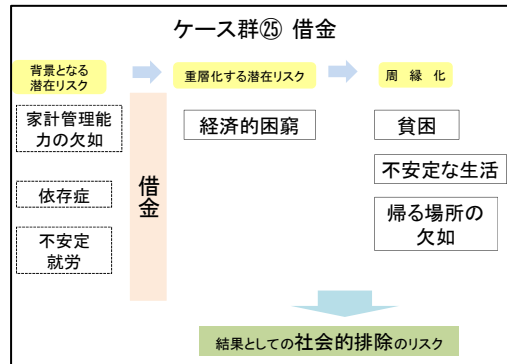 ケース群㉕ 借金
背景となる
潜在リスク
重層化する潜在リスク
周 縁 化
家計管理能
力の欠如
依存症
不安定
就労
借金
経済的困窮
貧困
不安定な生活
帰る場所の
欠如
結果としての社会的排除のリスク